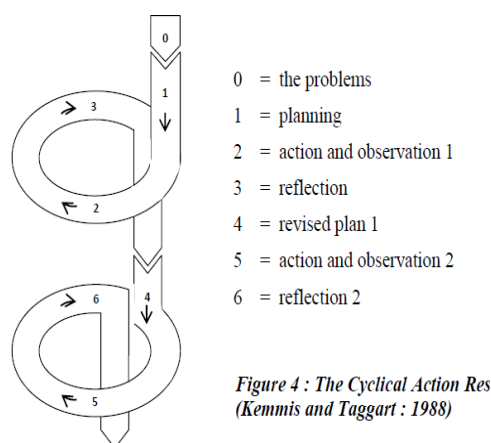 0
1
3
2
4
6
5
0 = the problems
1 = planning
2 = action and observation 1
3 = reflection
4 = revised plan 1
5 = action and observation 2
6 = reflection 2
Figure 4 : The Cyclical Action Res
(Kemmis and Taggart : 1988)